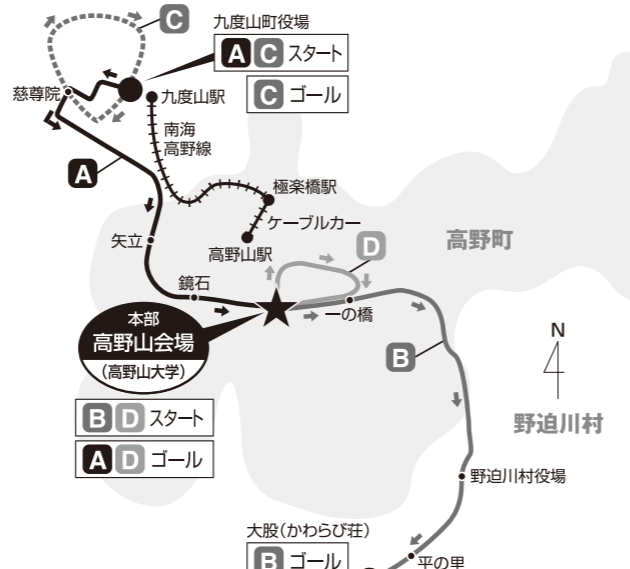 C
九度山町役場
A C スタート
C ゴール
慈尊院
九度山駅
南海
高野線
A
極楽橋駅
ケーブルカー
高野山駅
矢立
D
高野町
鏡石
一の橋
本部
高野山会場
(高野山大学)
B
N
B D スタート
A D ゴール
野迫川村
野迫川村役場
大股(かわらび荘)
B ゴール
平の里